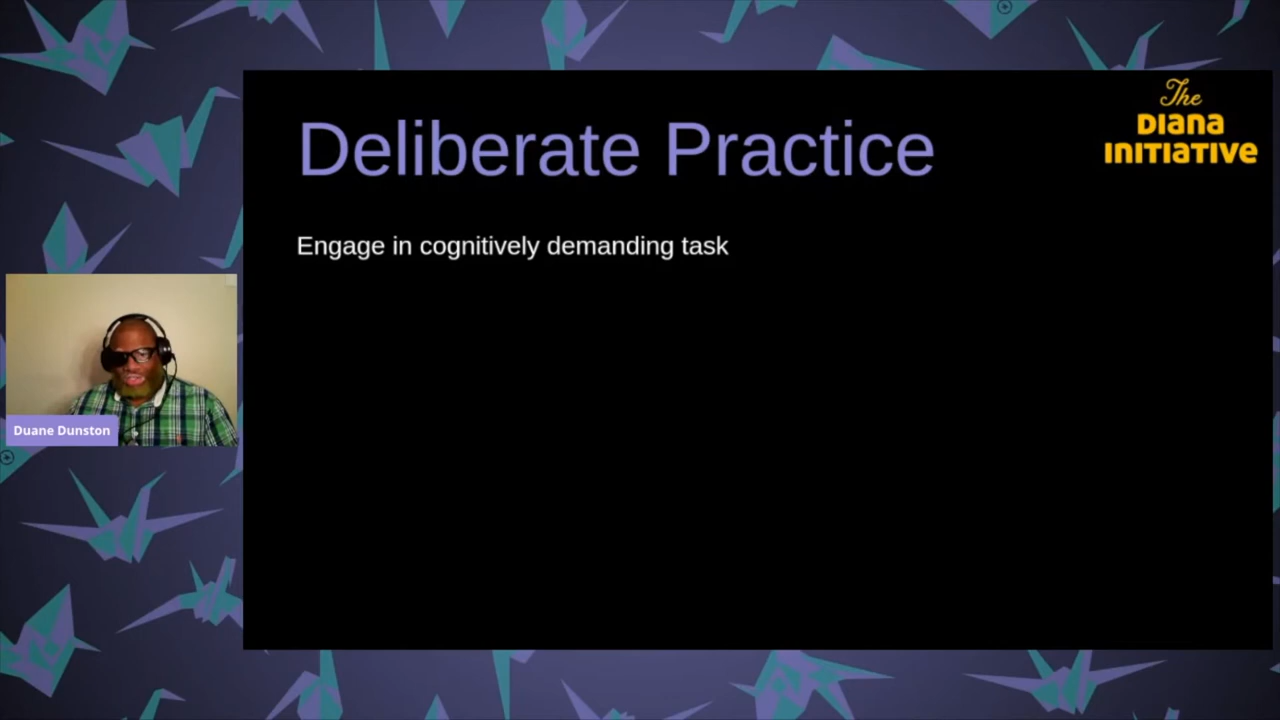 Deliberate Practice
The
DIANA
INITIATIVE
Engage in cognitively demanding task
Duane Dunston